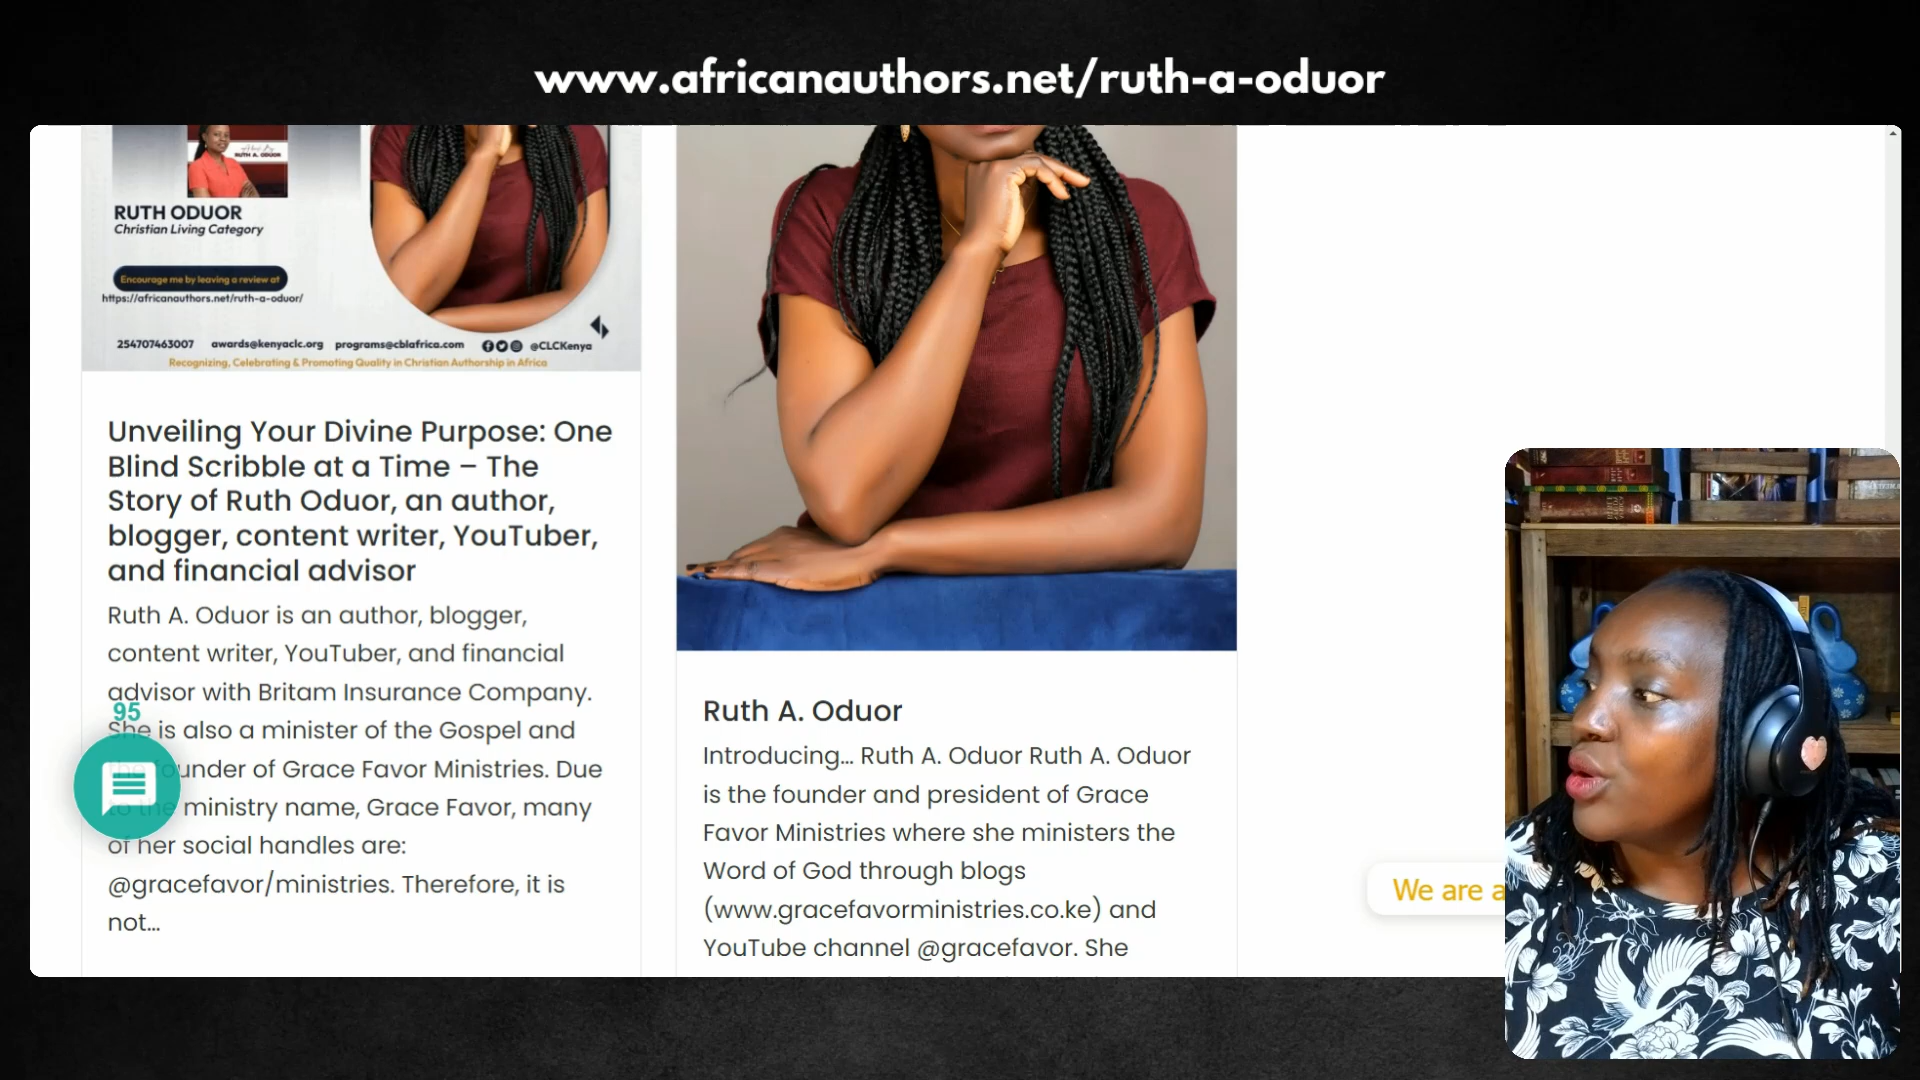 www.africanauthors.net/ruth-a-oduor
RUTH A. ODUOR
RUTH ODUOR
Christian Living Category
Encourage me by leaving a review at
https://africanauthors.net/ruth-a-oduor/
254707463007 awards@kenyaclc.org programs@cblafrica.com @CLCKenya
Recognizing, Celebrating & Promoting Quality in Christian Authorship in Africa
Unveiling Your Divine Purpose: One
Blind Scribble at a Time – The
Story of Ruth Oduor, an author,
blogger, content writer, YouTuber,
and financial advisor
Ruth A. Oduor is an author, blogger,
content writer, YouTuber, and financial
advisor with Britam Insurance Company.
95
She is also a minister of the Gospel and
the founder of Grace Favor Ministries. Due
to the ministry name, Grace Favor, many
of her social handles are:
@gracefavor/ministries. Therefore, it is
not...
Ruth A. Oduor
Introducing... Ruth A. Oduor Ruth A. Oduor
is the founder and president of Grace
Favor Ministries where she ministers the
Word of God through blogs
(www.gracefavorministries.co.ke) and
YouTube channel @gracefavor. She
We are a